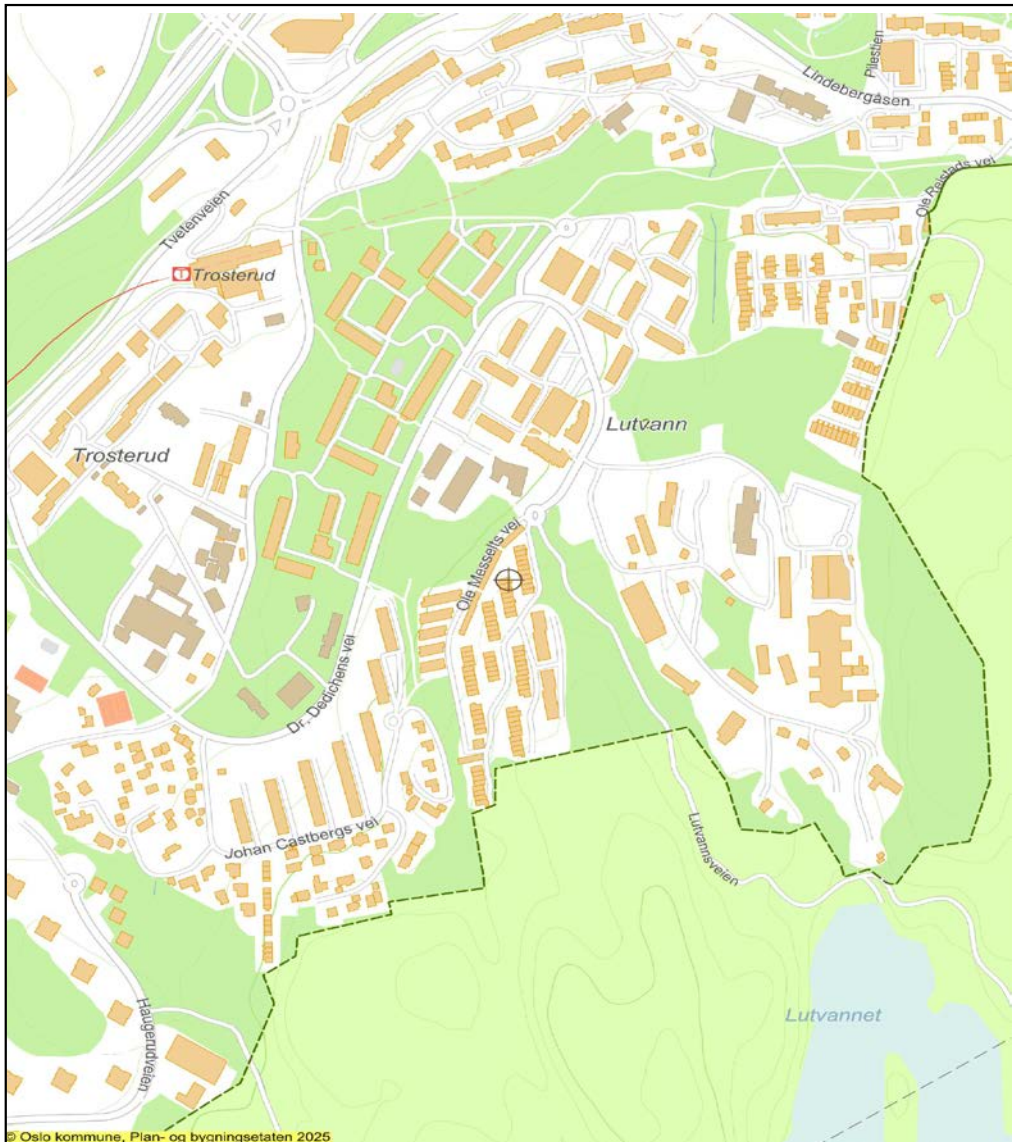 Pilestien
Lindebergåsen
Ole Reistads vei
Tvetenveien
T Trosterud
Lutvann
Trosterud
Ole Messelts vei
Dr. Dedichens vei
Johan Castbergs vei
Lutvannsveien
Lutvannet
Haugerudveien
© Oslo kommune, Plan- og bygningsetaten 2025